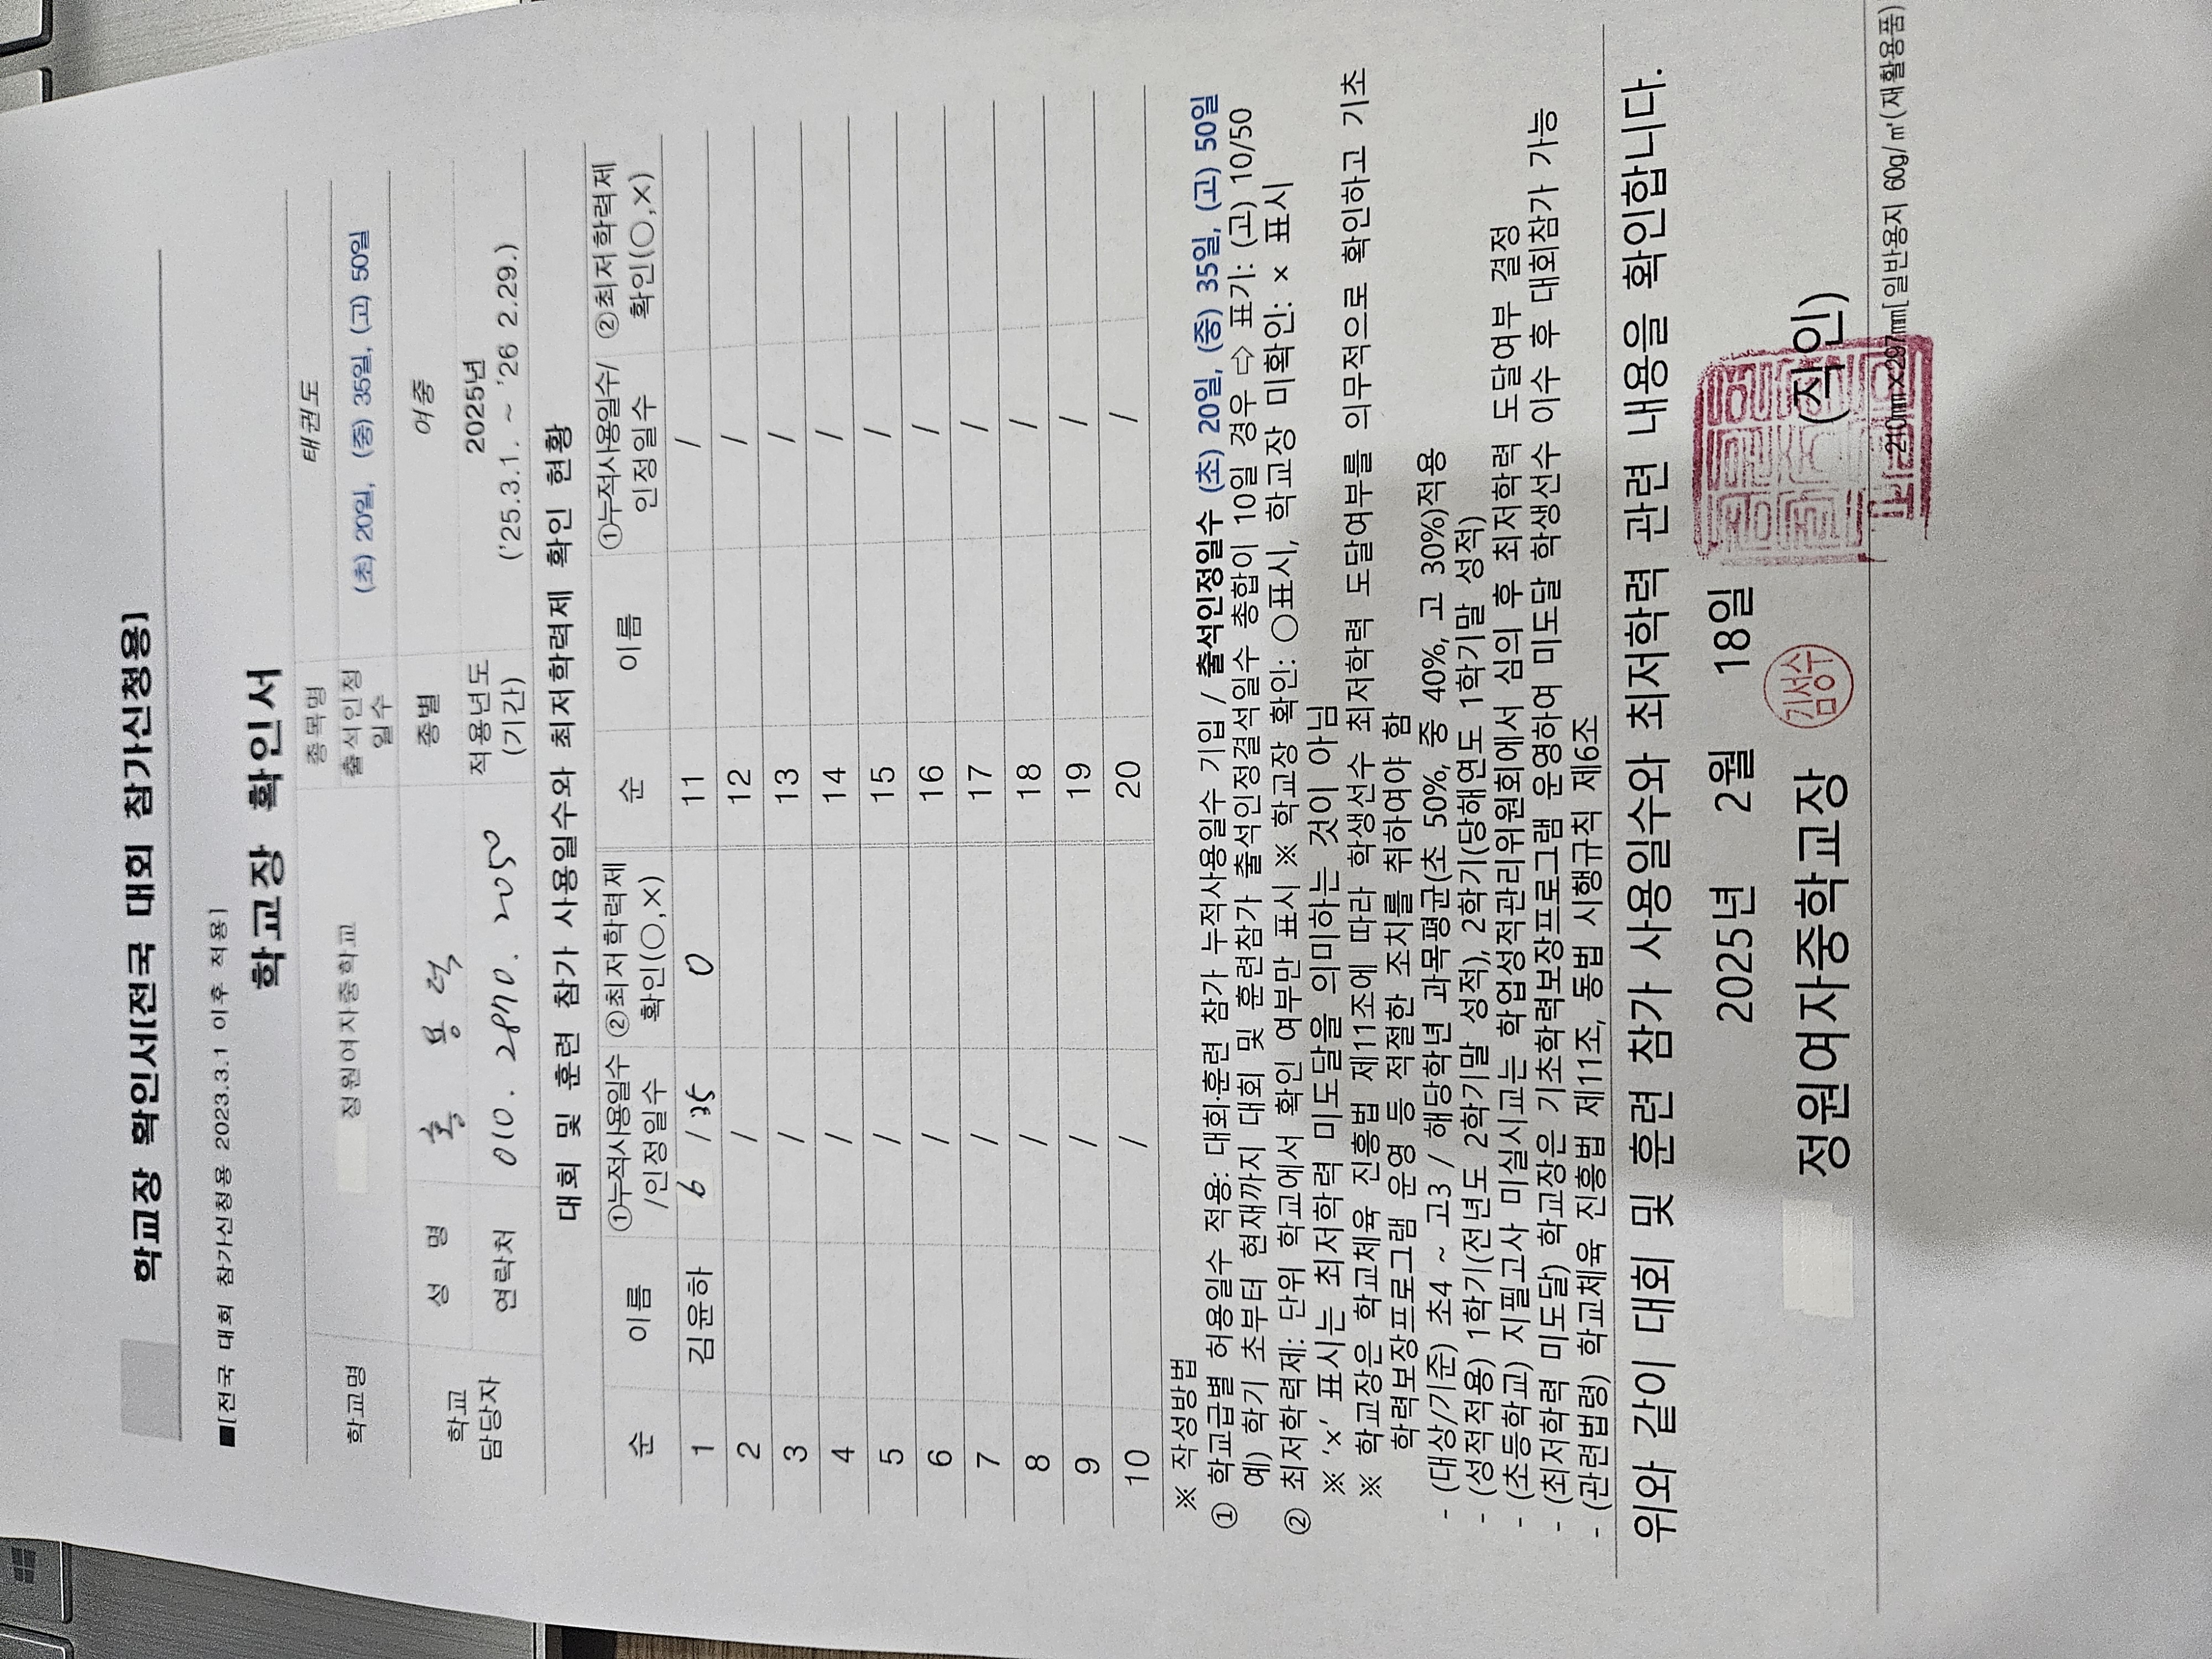 학교장 확인서[전국 대회 참가신청용]
■[전국 대회 참가신청용 2023.3.1 이후 적용]
학교장 확인서
학교명 정원여자중학교 종목명 태권도
출석인정일수 (초) 20일, (중) 35일, (고) 50일
학교 담당자 성 명 홍 용 덕 종별 여중
연락처 010. 2870. 2050 적용년도 (기간) 2025년 ('25.3.1. ~ '26 2.29.)
대회 및 훈련 참가 사용일수와 최저학력제 확인 현황
순 이름 ①누적사용일수/인정일수 ②최저학력제 확인(○,×) 순 이름 ①누적사용일수/인정일수 ②최저학력제 확인(○,×)
1 김윤하 6 / 35 0 11 /
2 / 12 /
3 / 13 /
4 / 14 /
5 / 15 /
6 / 16 /
7 / 17 /
8 / 18 /
9 / 19 /
10 / 20 /
※ 작성방법
① 학교급별 허용일수 적용: 대회·훈련 참가 누적사용일수 기입 / 출석인정일수 (초) 20일, (중) 35일, (고) 50일
예) 학기 초부터 현재까지 대회 및 훈련참가 출석인정결석일수 총합이 10일 경우 ⇨ 표기: (고) 10/50
② 최저학력제: 단위 학교에서 확인 여부만 표시 ※ 학교장 확인: ○표시, 학교장 미확인: × 표시
※ '×' 표시는 최저학력 미도달을 의미하는 것이 아님
※ 학교장은 학교체육 진흥법 제11조에 따라 학생선수 최저학력 도달여부를 의무적으로 확인하고 기초
학력보장프로그램 운영 등 적절한 조치를 취하여야 함
- (대상/기준) 초4 ~ 고3 / 해당학년 과목평균(초 50%, 중 40%, 고 30%)적용
- (성적적용) 1학기(전년도 2학기말 성적), 2학기(당해연도 1학기말 성적)
- (초등학교) 지필고사 미실시교는 학업성적관리위원회에서 심의 후 최저학력 도달여부 결정
- (최저학력 미도달) 학교장은 기초학력보장프로그램 운영하여 미도달 학생선수 이수 후 대회참가 가능
- (관련법령) 학교체육 진흥법 제11조, 동법 시행규칙 제6조
위와 같이 대회 및 훈련 참가 사용일수와 최저학력 관련 내용을 확인합니다.
2025년 2월 18일
정원여자중학교장 (직인)
210㎜×297㎜[일반용지 60g/㎡(재활용품)]